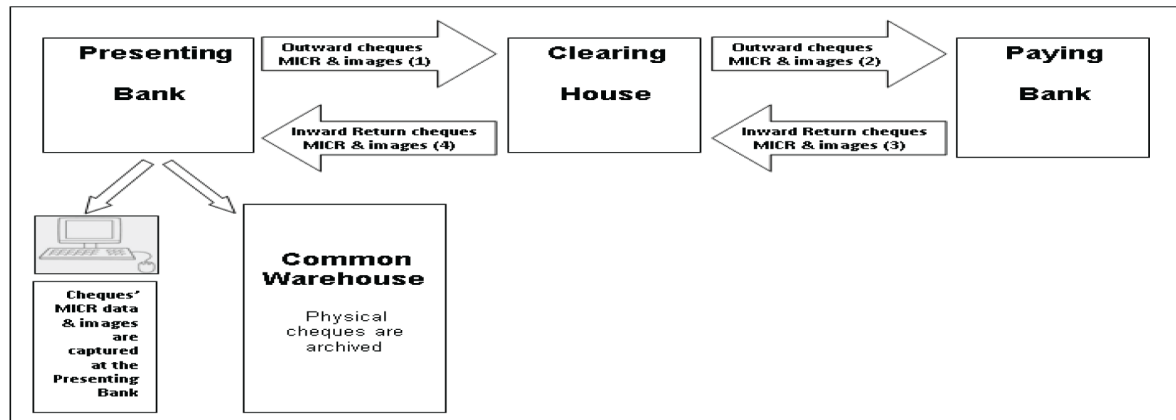 Presenting
Bank
Outward cheques
MICR & images (1)
Clearing
House
Outward cheques
MICR & images (2)
Paying
Bank
Inward Return cheques
MICR & images (4)
Inward Return cheques
MICR & images (3)
Cheques'
MICR data
& images
are
captured
at the
Presenting
Bank
Common
Warehouse
Physical
cheques are
archived